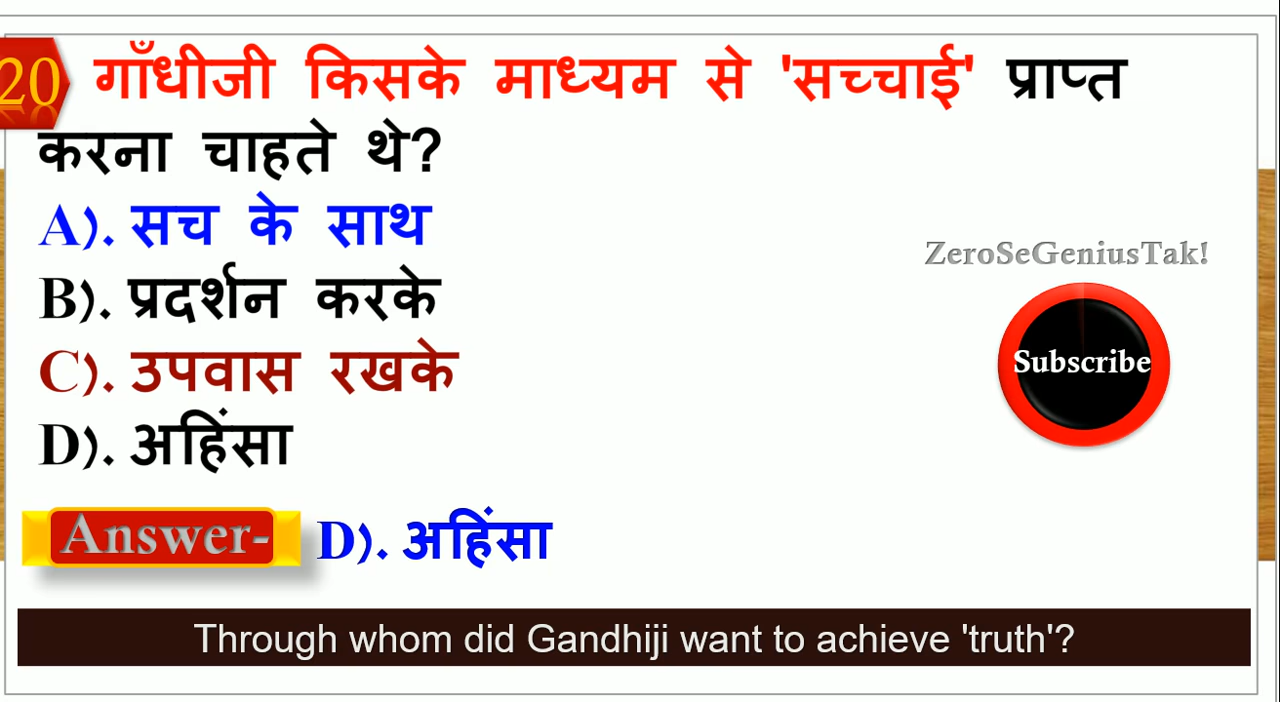 20 गाँधीजी किसके माध्यम से 'सच्चाई' प्राप्त
करना चाहते थे?
A). सच के साथ
B). प्रदर्शन करके
C). उपवास रखके
D). अहिंसा
ZeroSeGeniusTak!
Subscribe
Answer- D). अहिंसा
Through whom did Gandhiji want to achieve 'truth'?